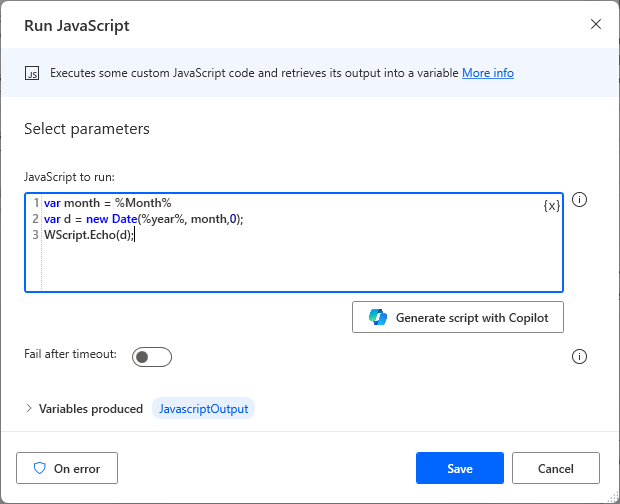 Run JavaScript
JS Executes some custom JavaScript code and retrieves its output into a variable More info
Select parameters
JavaScript to run:
1 var month = %Month%
2 var d = new Date(%year%, month,0);
3 WScript.Echo(d);
{x}
Generate script with Copilot
Fail after timeout:
Variables produced JavascriptOutput
On error
Save
Cancel